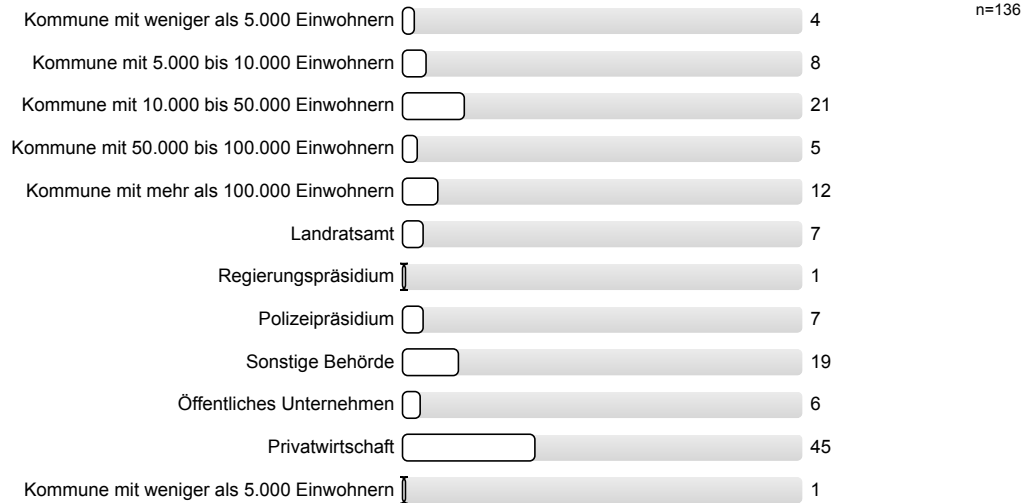 Kommune mit weniger als 5.000 Einwohnern 4 n=136
Kommune mit 5.000 bis 10.000 Einwohnern 8
Kommune mit 10.000 bis 50.000 Einwohnern 21
Kommune mit 50.000 bis 100.000 Einwohnern 5
Kommune mit mehr als 100.000 Einwohnern 12
Landratsamt 7
Regierungspräsidium 1
Polizeipräsidium 7
Sonstige Behörde 19
Öffentliches Unternehmen 6
Privatwirtschaft 45
Kommune mit weniger als 5.000 Einwohnern 1